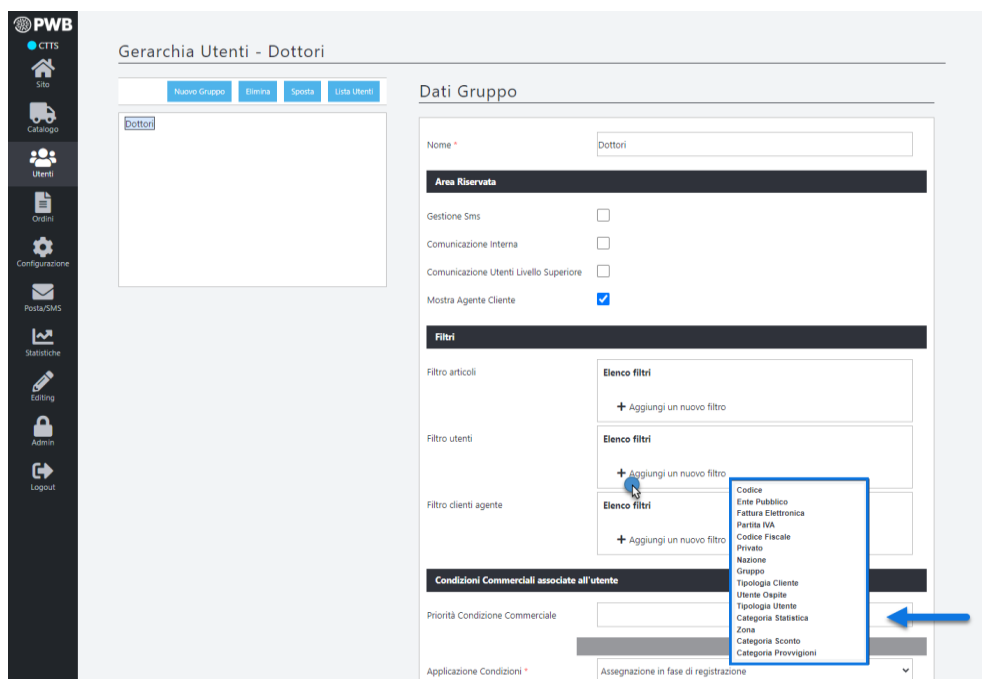 PWB
CTTS
Sito
Catalogo
Utenti
Ordini
Configurazione
Posta/SMS
Statistiche
Editing
Admin
Logout
Gerarchia Utenti - Dottori
Nuovo Gruppo Elimina Sposta Lista Utenti
Dottori
Dati Gruppo
Nome * Dottori
Area Riservata
Gestione Sms
Comunicazione Interna
Comunicazione Utenti Livello Superiore
Mostra Agente Cliente
Filtri
Filtro articoli Elenco filtri
+ Aggiungi un nuovo filtro
Filtro utenti Elenco filtri
+ Aggiungi un nuovo filtro
Filtro clienti agente Elenco filtri
+ Aggiungi un nuovo filtro
Codice
Ente Pubblico
Fattura Elettronica
Partita IVA
Codice Fiscale
Privato
Nazione
Gruppo
Tipologia Cliente
Utente Ospite
Tipologia Utente
Categoria Statistica
Zona
Categoria Sconto
Categoria Provvigioni
Condizioni Commerciali associate all'utente
Priorità Condizione Commerciale
Applicazione Condizioni * Assegnazione in fase di registrazione